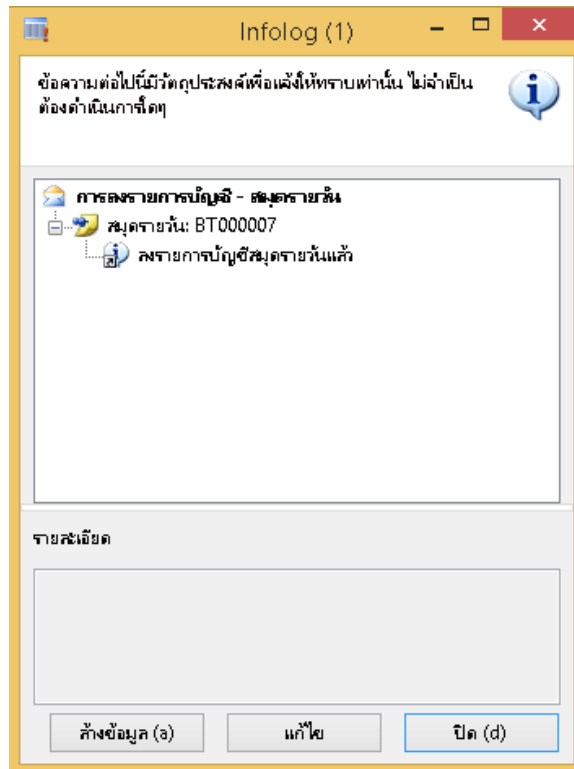 Infolog (1)
ข้อความต่อไปนี้มีวัตถุประสงค์เพื่อแจ้งให้ทราบเท่านั้น ไม่จำเป็น
ต้องดำเนินการใดๆ
การลงรายการบัญชี - สมุดรายวัน
สมุดรายวัน: BT000007
ลงรายการบัญชีสมุดรายวันแล้ว
รายละเอียด
ล้างข้อมูล (a)
แก้ไข
ปิด (d)